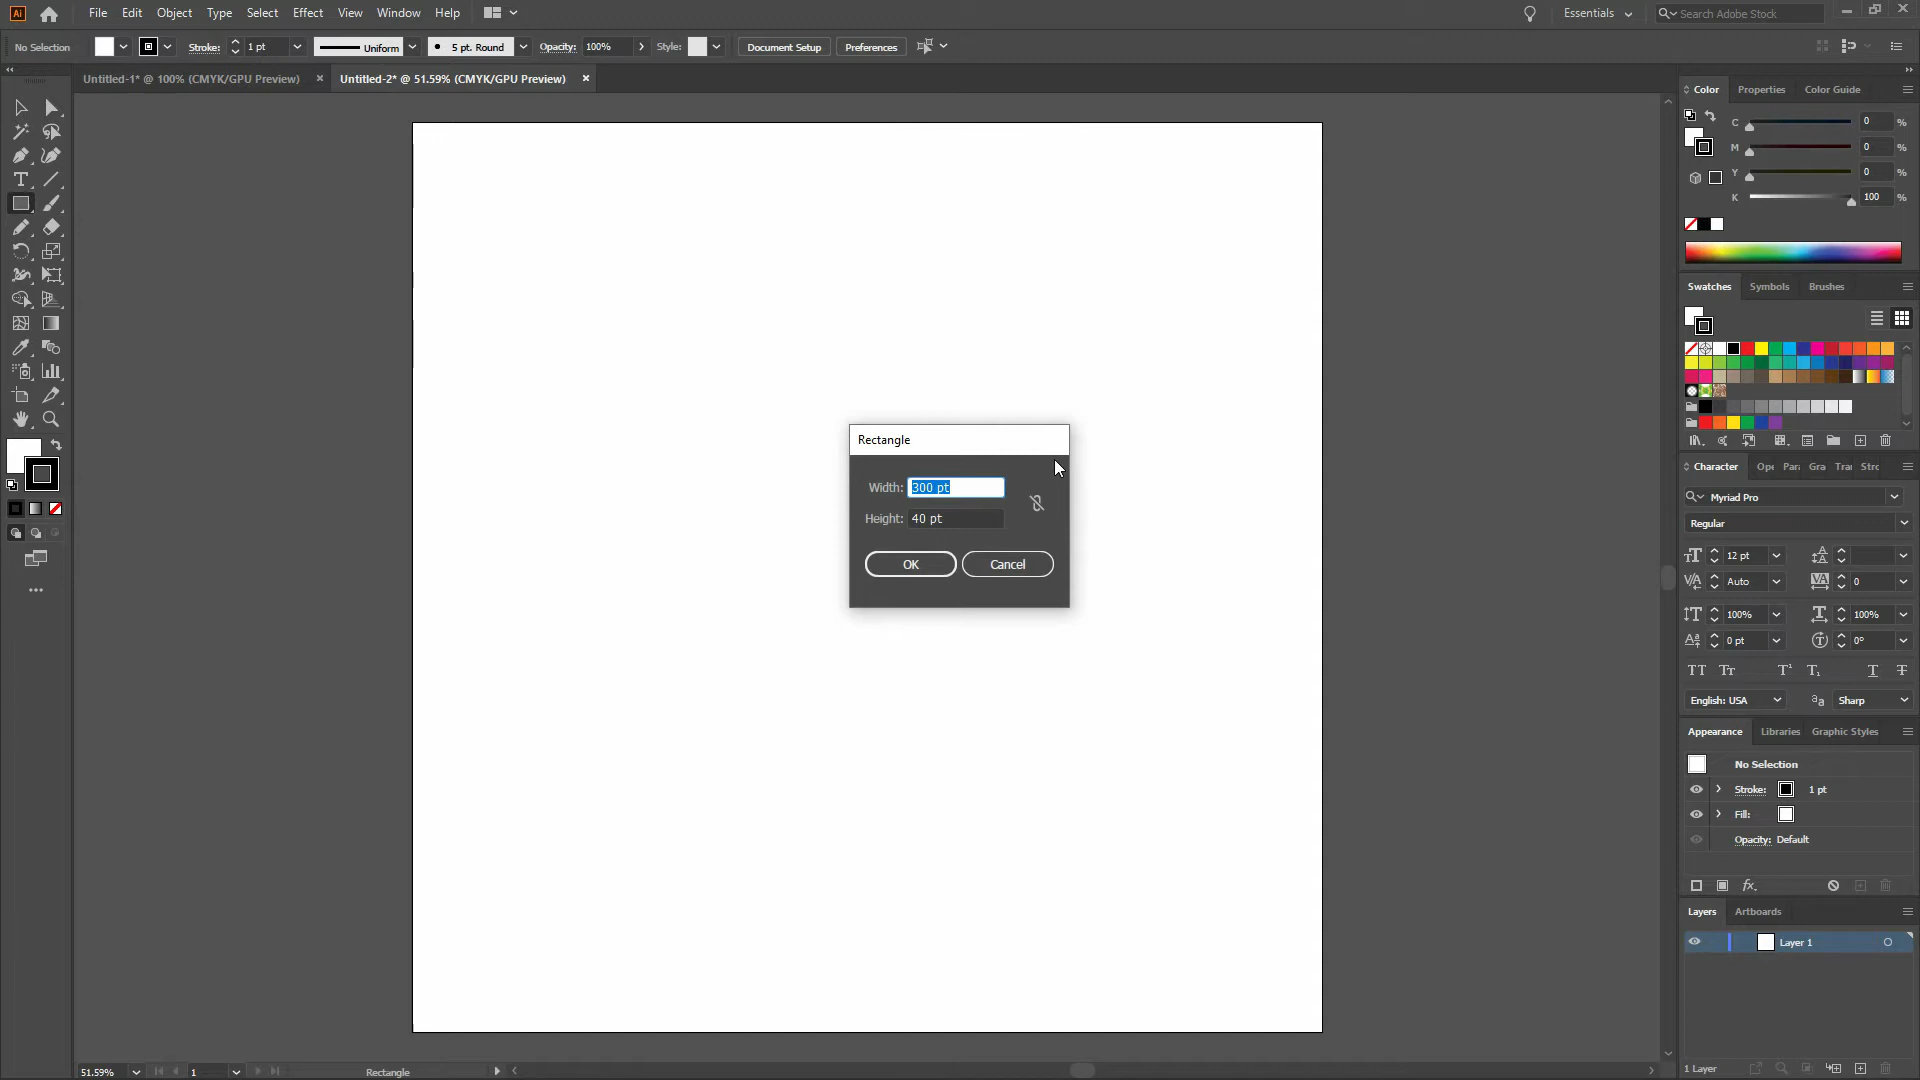 Ai File Edit Object Type Select Effect View Window Help Essentials Search Adobe Stock
No Selection Stroke: 1 pt Uniform 5 pt. Round Opacity: 100% Style: Document Setup Preferences
Untitled-1* @ 100% (CMYK/GPU Preview) × Untitled-2* @ 51.59% (CMYK/GPU Preview) ×
Color Properties Color Guide
C 0 %
M 0 %
Y 0 %
K 100 %
Swatches Symbols Brushes
Rectangle
Width: 300 pt
Height: 40 pt
OK Cancel
Character Ope Para Gra Tra Stro
Myriad Pro
Regular
12 pt
Auto 0
100% 100%
0 pt 0°
English: USA Sharp
Appearance Libraries Graphic Styles
No Selection
Stroke: 1 pt
Fill:
Opacity: Default
fx.
Layers Artboards
Layer 1
1 Layer
51.59% 1 Rectangle